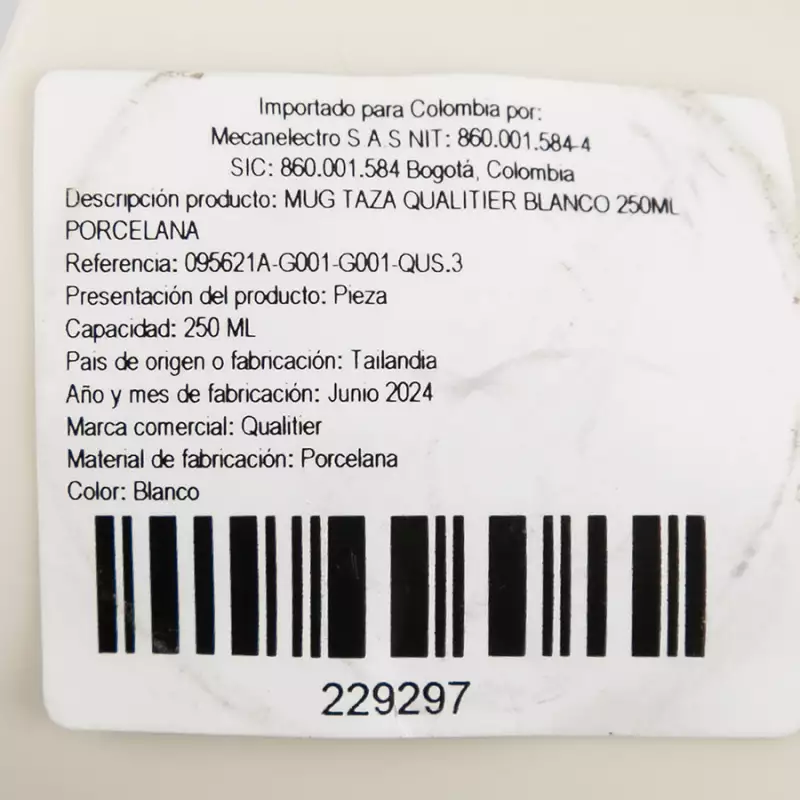 Importado para Colombia por:
Mecanelectro S A S NIT: 860.001.584-4
SIC: 860.001.584 Bogotá, Colombia
Descripción producto: MUG TAZA QUALITIER BLANCO 250ML
PORCELANA
Referencia: 095621A-G001-G001-QUS.3
Presentación del producto: Pieza
Capacidad: 250 ML
Pais de origen o fabricación: Tailandia
Año y mes de fabricación: Junio 2024
Marca comercial: Qualitier
Material de fabricación: Porcelana
Color: Blanco
229297